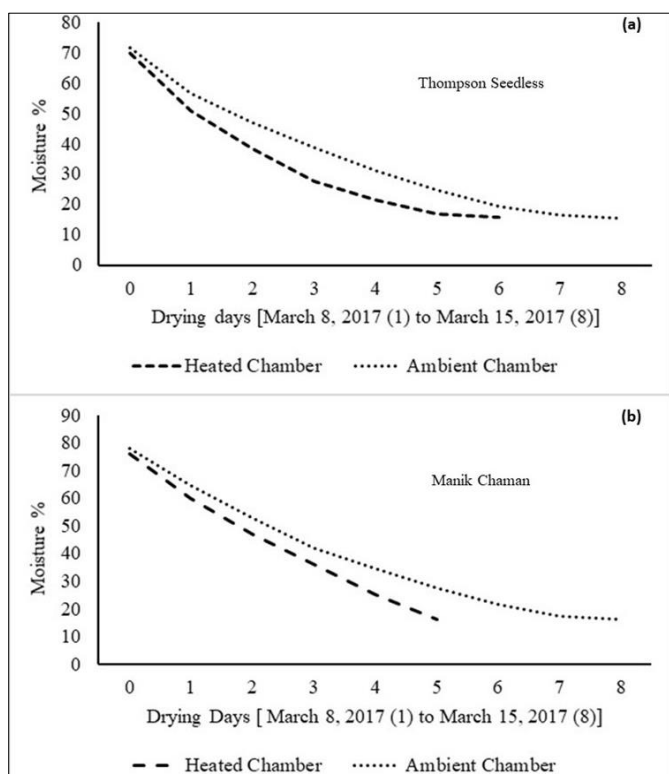 (a)
Thompson Seedless
Moisture %
80
70
60
50
40
30
20
10
0
0 1 2 3 4 5 6 7 8
Drying days [March 8, 2017 (1) to March 15, 2017 (8)]
Heated Chamber Ambient Chamber
(b)
Manik Chaman
Moisture %
90
80
70
60
50
40
30
20
10
0
0 1 2 3 4 5 6 7 8
Drying Days [ March 8, 2017 (1) to March 15, 2017 (8)]
Heated Chamber Ambient Chamber